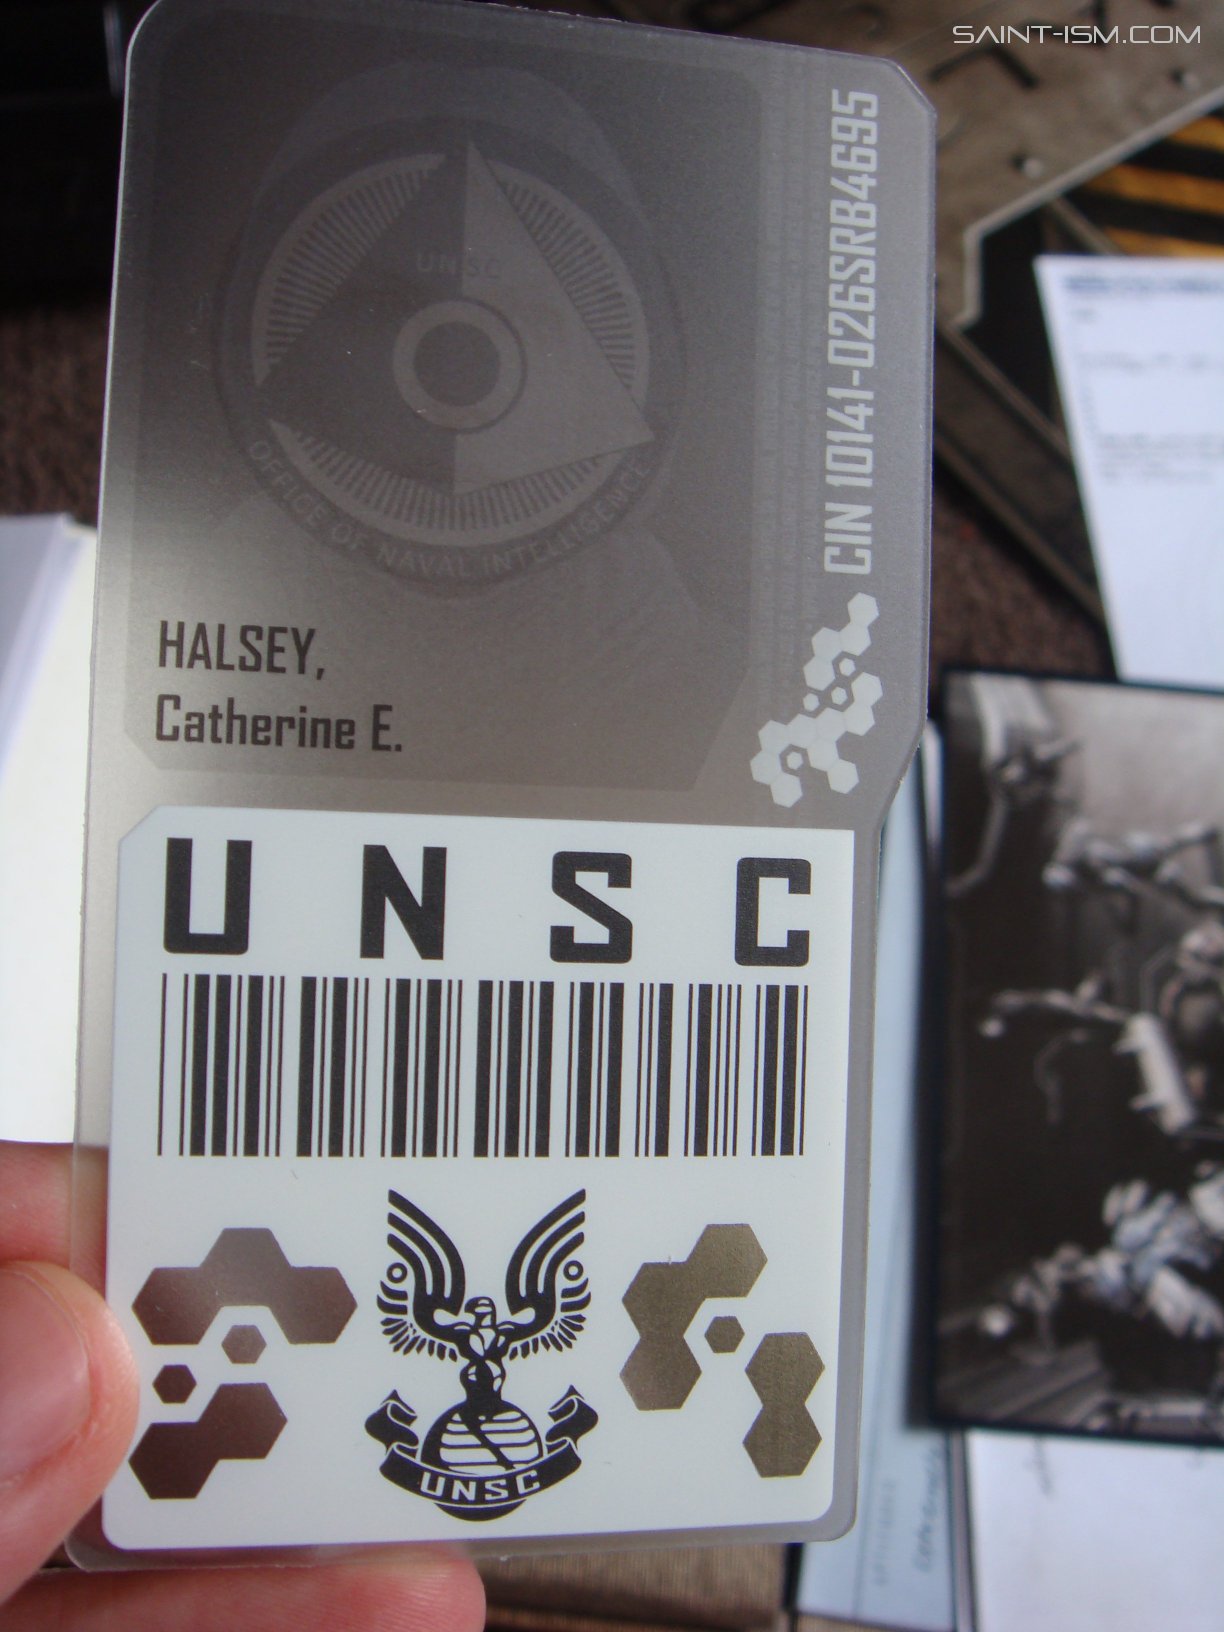 SAINT-ISM.COM
CIN 10141-026SRB4695
UNSC
OFFICE OF NAVAL INTELLIGENCE
HALSEY,
Catherine E.
UNSC
UNSC